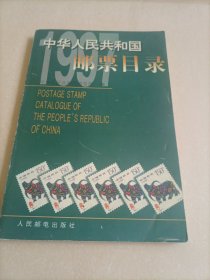 1997
中华人民共和国
邮票目录
POSTAGE STAMP
CATALOGUE OF
THE PEOPLE'S REPUBLIC
OF CHINA
人民邮电出版社